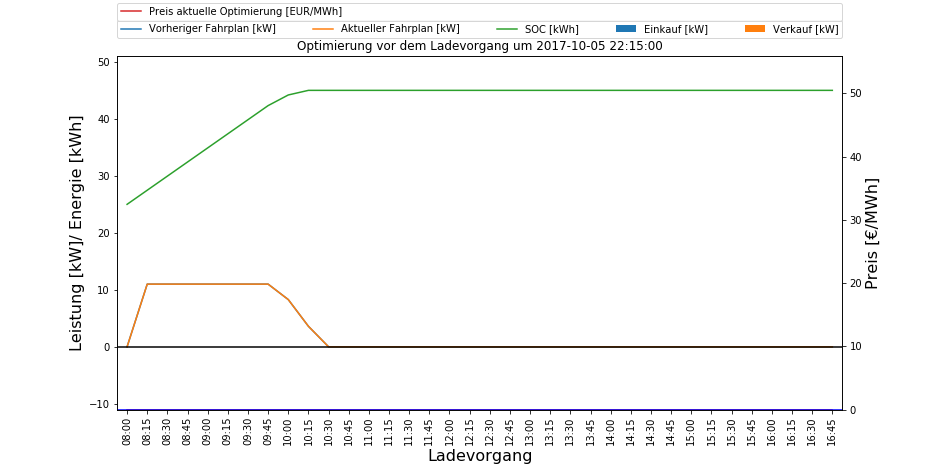 Preis aktuelle Optimierung [EUR/MWh]
Vorheriger Fahrplan [kW] Aktueller Fahrplan [kW] SOC [kWh] Einkauf [kW] Verkauf [kW]
Optimierung vor dem Ladevorgang um 2017-10-05 22:15:00
Leistung [kW]/ Energie [kWh]
50
40
30
20
10
0
−10
50
40
30
20
10
0
Preis [€/MWh]
08:00 08:15 08:30 08:45 09:00 09:15 09:30 09:45 10:00 10:15 10:30 10:45 11:00 11:15 11:30 11:45 12:00 12:15 12:30 12:45 13:00 13:15 13:30 13:45 14:00 14:15 14:30 14:45 15:00 15:15 15:30 15:45 16:00 16:15 16:30 16:45
Ladevorgang